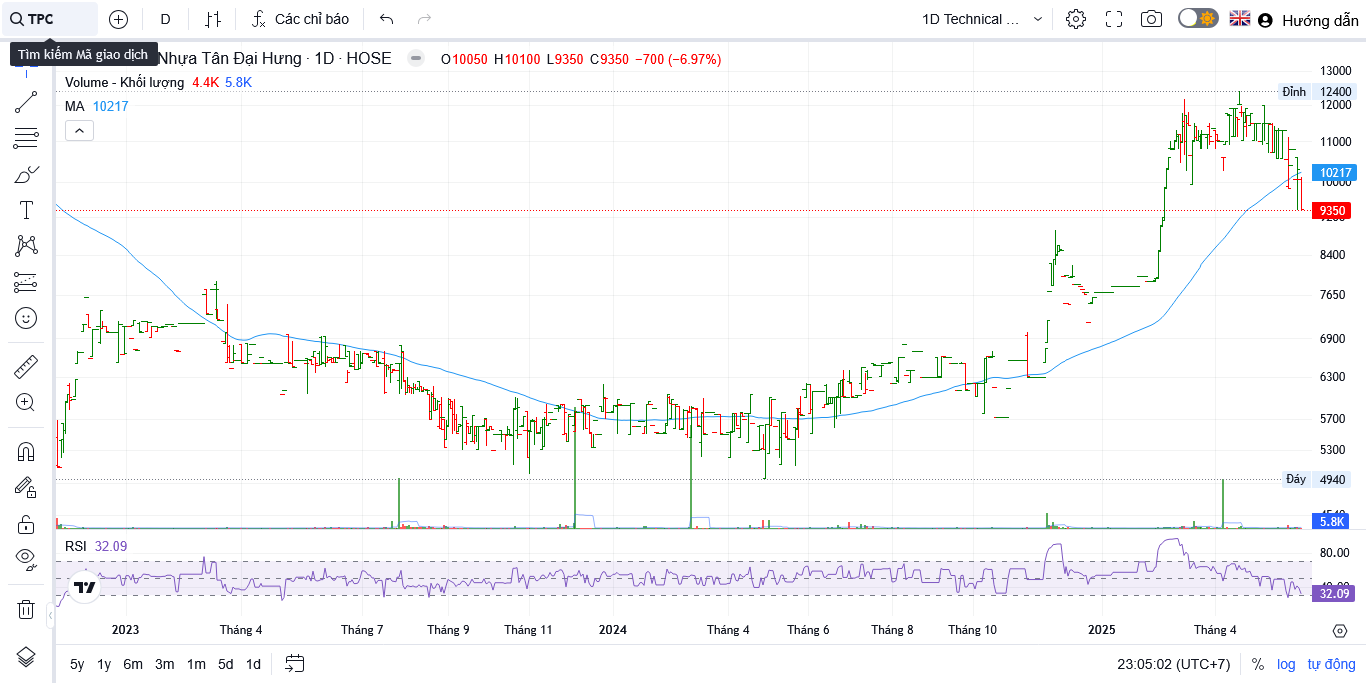 TPC
D
Các chỉ báo
1D Technical ...
Hướng dẫn
Tìm kiếm Mã giao dịch
Nhựa Tân Đại Hưng · 1D · HOSE
O10050 H10100 L9350 C9350 −700 (−6.97%)
Volume - Khối lượng 4.4K 5.8K
MA 10217
13000
Đỉnh 12400
12000
11000
10217
10000
9350
8400
7650
6900
6300
5700
5300
Đáy 4940
5.8K
RSI 32.09
80.00
40.00
32.09
2023 Tháng 4 Tháng 7 Tháng 9 Tháng 11 2024 Tháng 4 Tháng 6 Tháng 8 Tháng 10 2025 Tháng 4
5y 1y 6m 3m 1m 5d 1d
23:05:02 (UTC+7) % log tự động